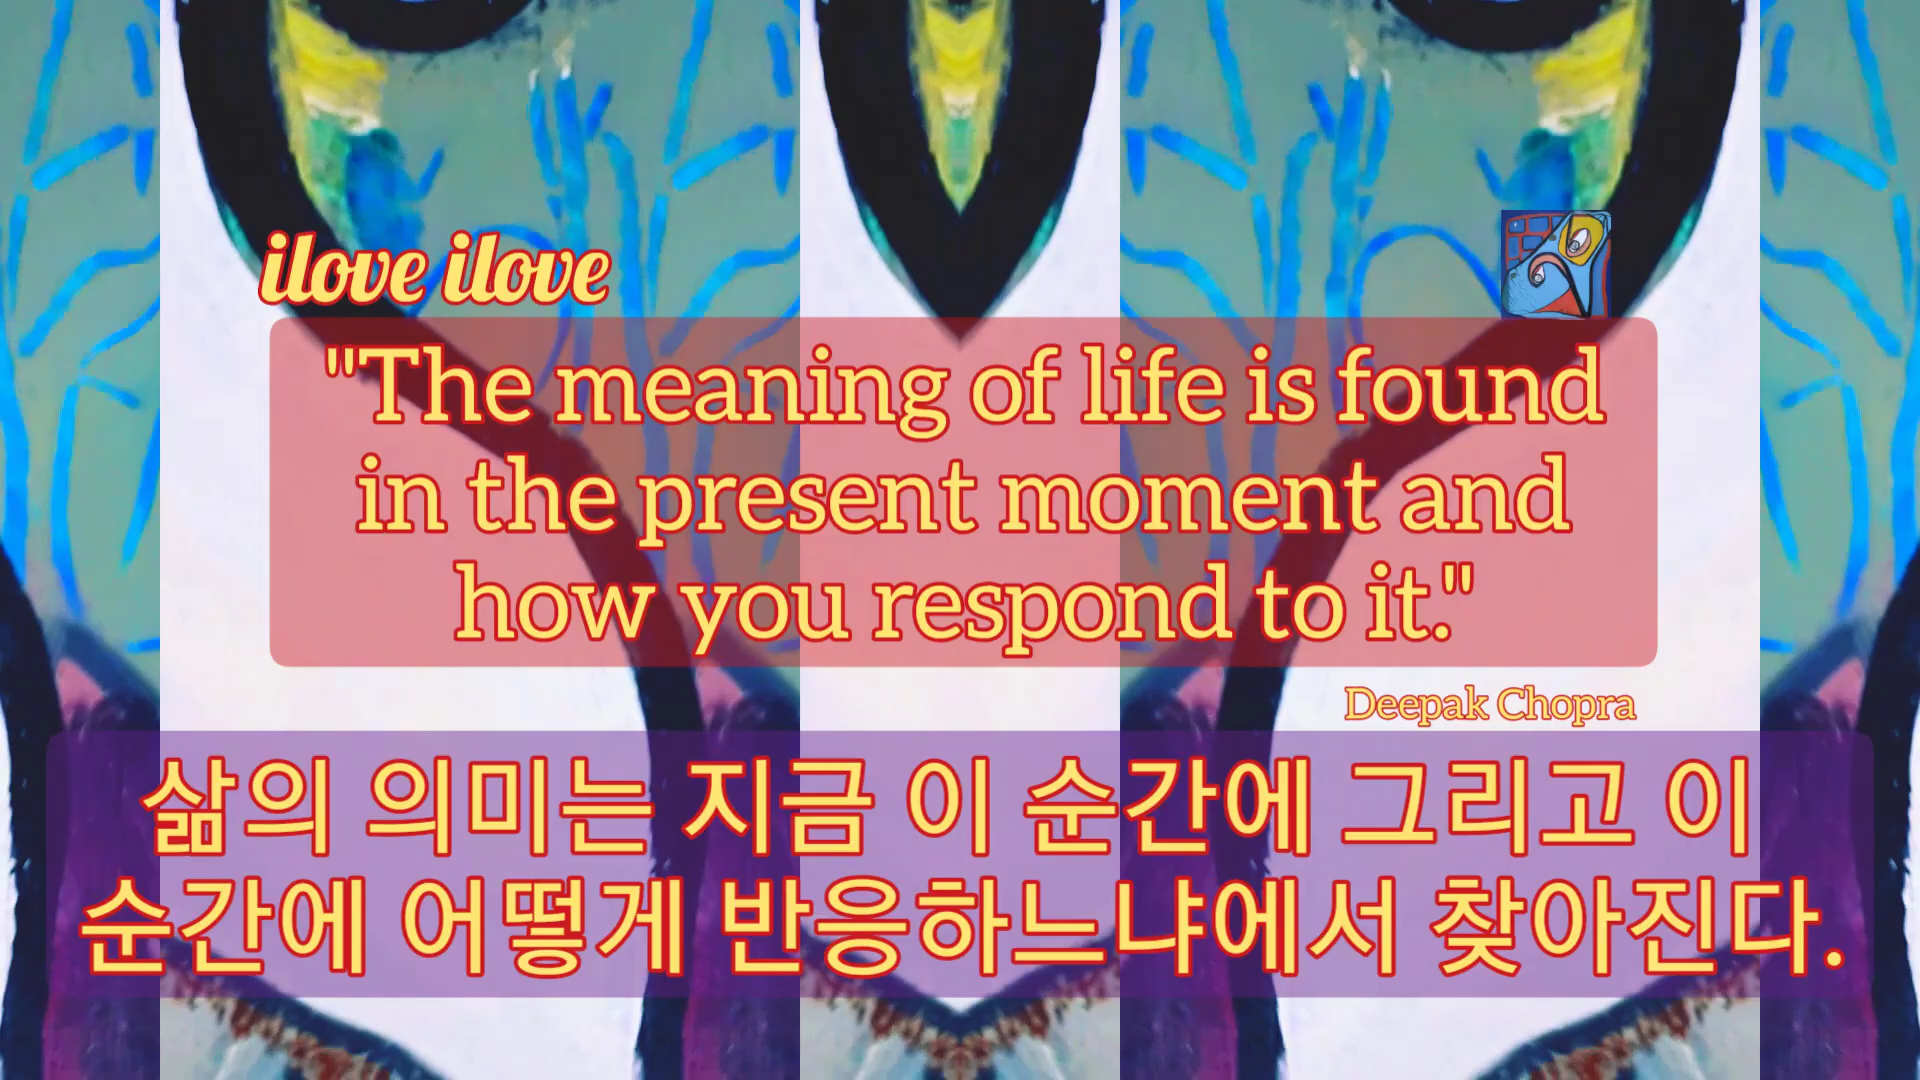 ilove ilove
"The meaning of life is found
in the present moment and
how you respond to it."
Deepak Chopra
삶의 의미는 지금 이 순간에 그리고 이
순간에 어떻게 반응하느냐에서 찾아진다.